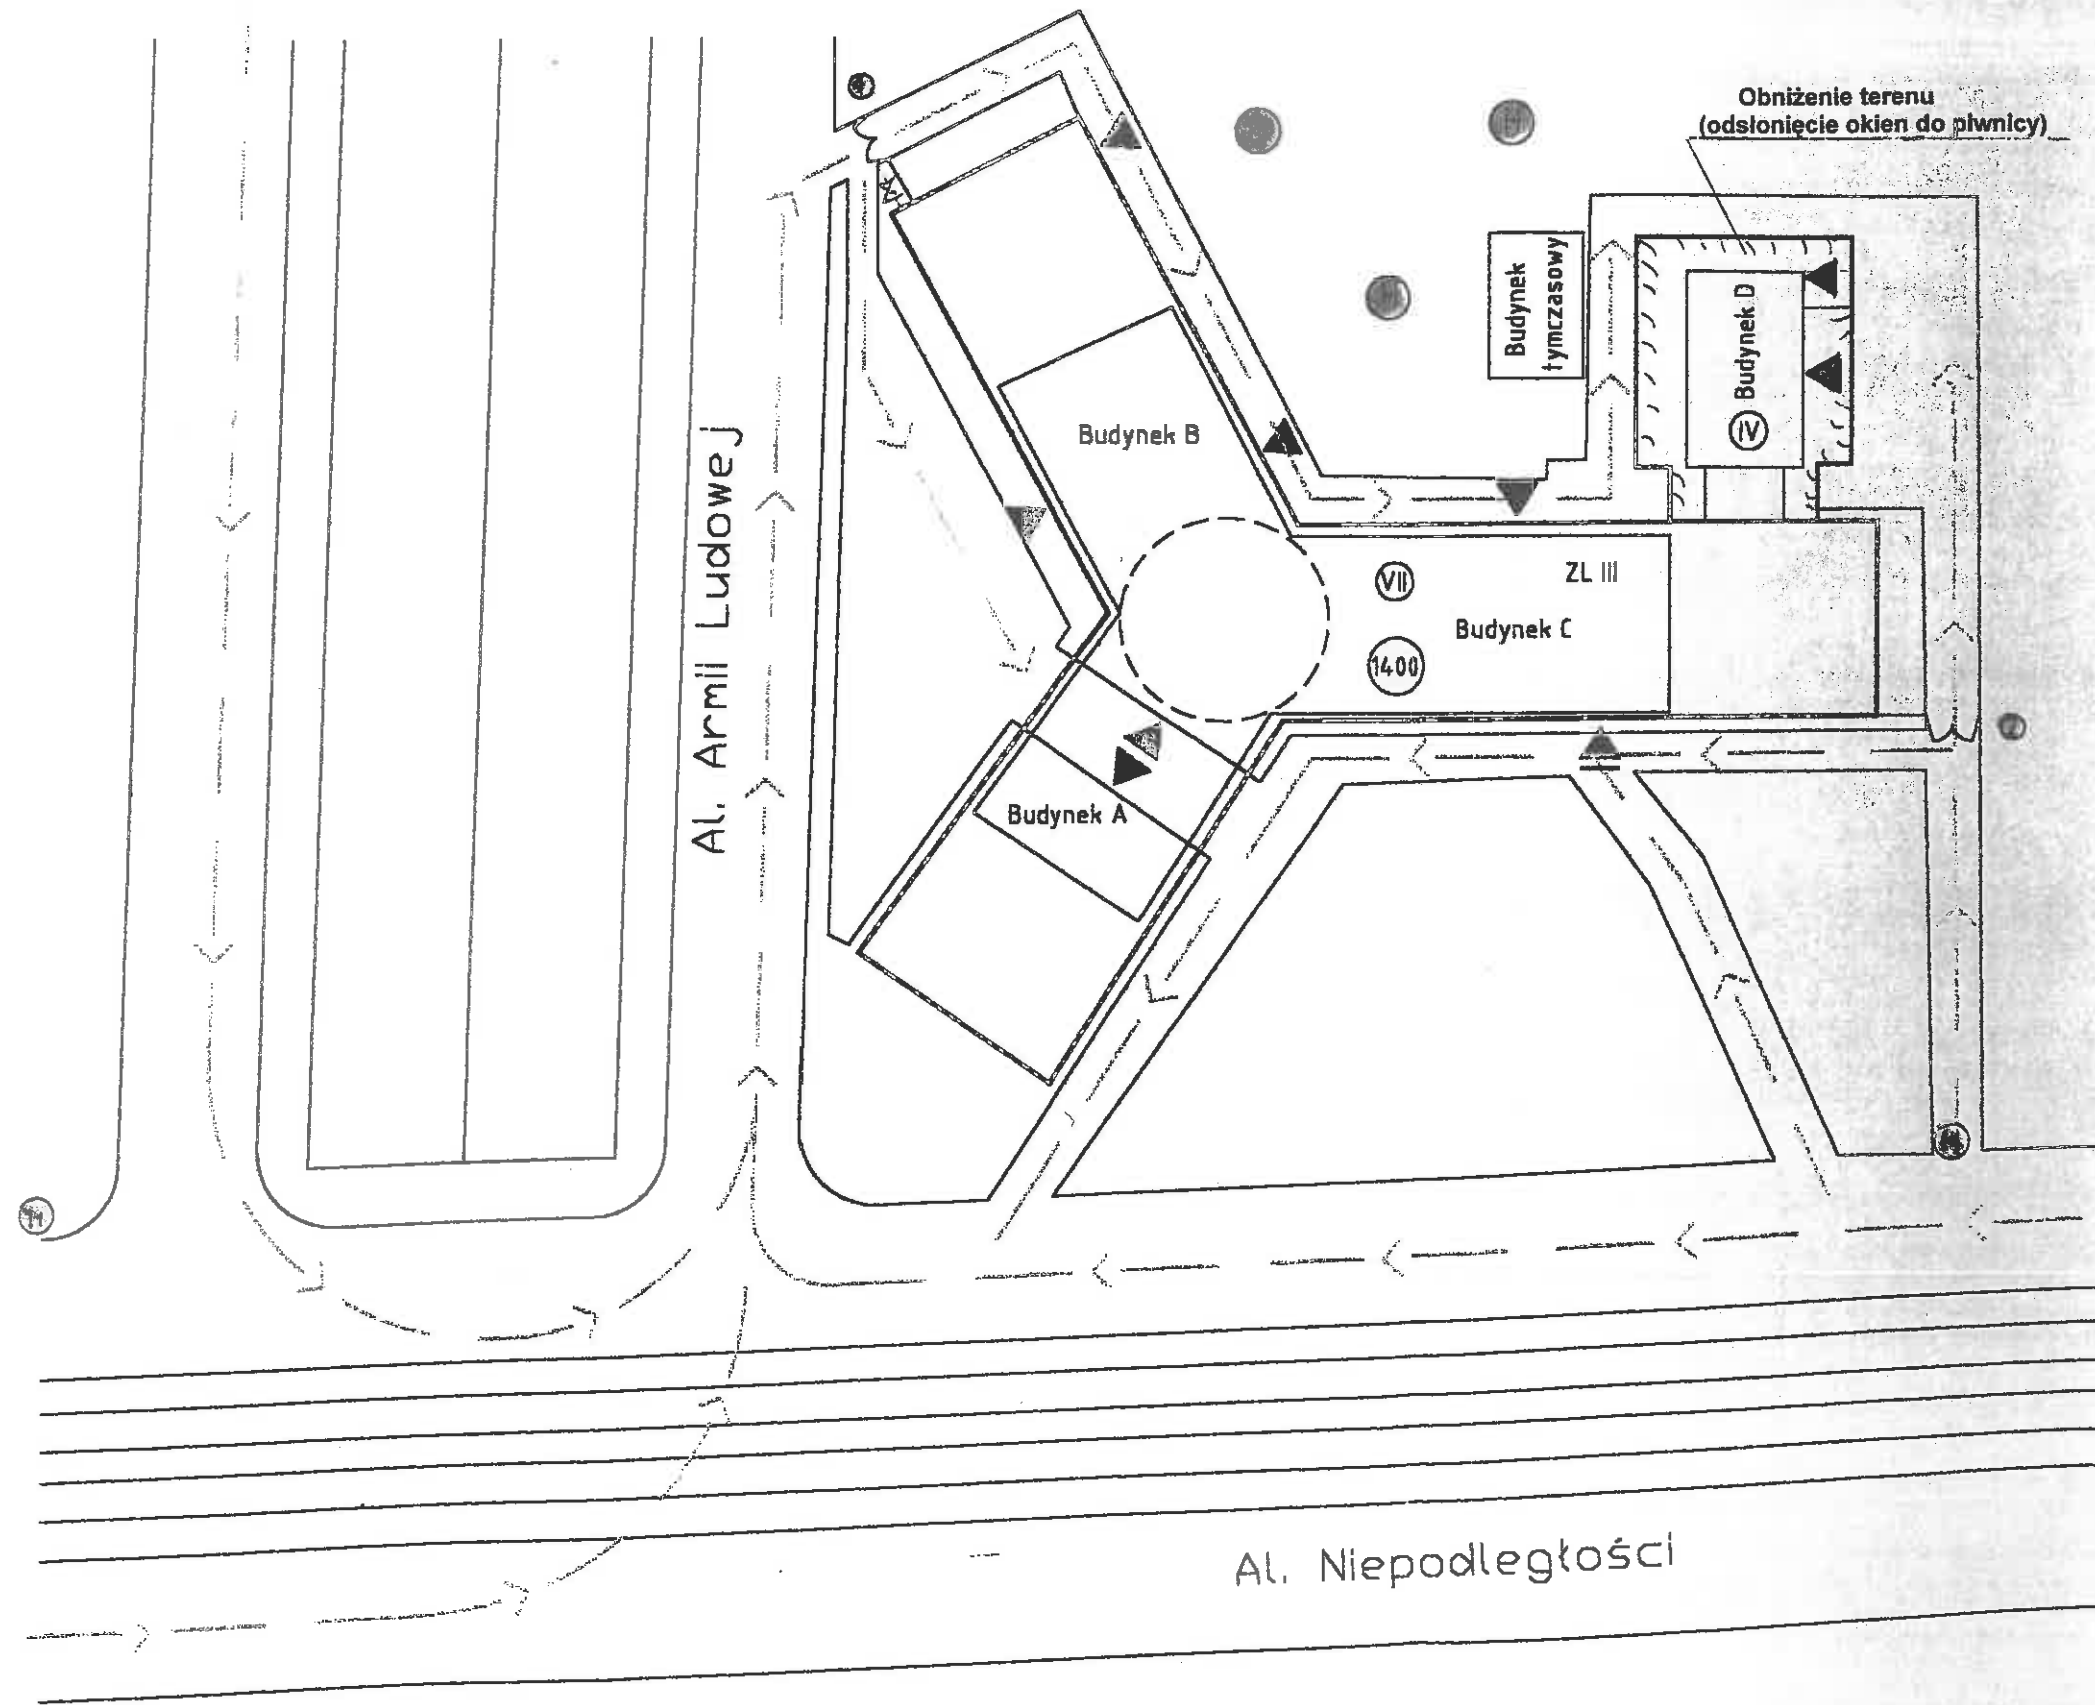 Obniżenie terenu
(odsłonięcie okien do piwnicy)
Budynek
tymczasowy
Budynek D
IV
Budynek B
Al. Armii Ludowej
VII
ZL III
Budynek C
1400
Budynek A
Al. Niepodległości